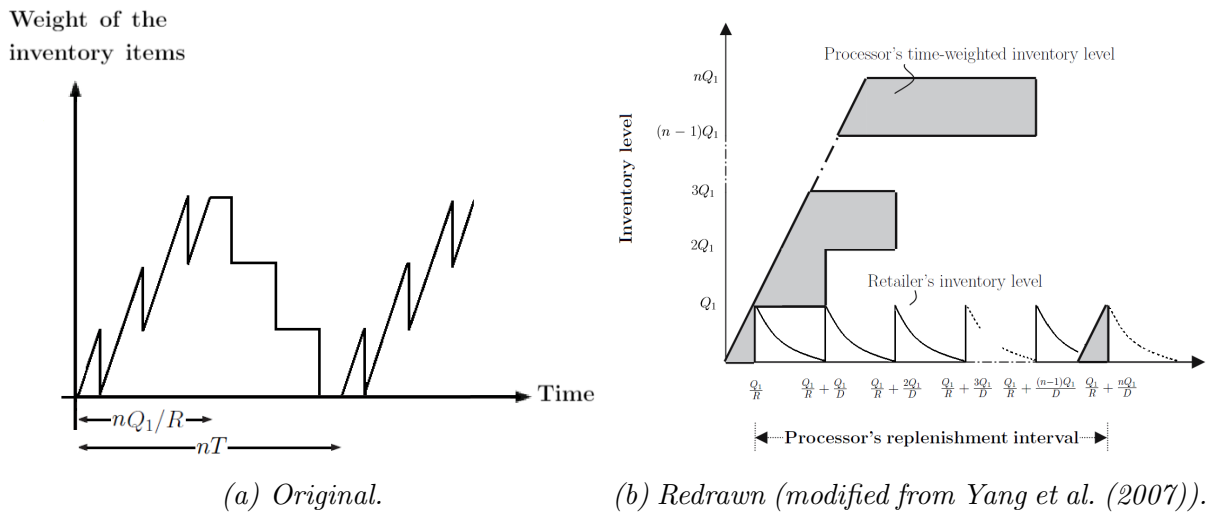 Weight of the
inventory items
Time
nQ₁/R
nT
(a) Original.
Inventory level
Processor's time-weighted inventory level
nQ₁
(n − 1)Q₁
3Q₁
2Q₁
Retailer's inventory level
Q₁
Q₁/R
Q₁/R + Q₁/D
Q₁/R + 2Q₁/D
Q₁/R + 3Q₁/D
Q₁/R + (n−1)Q₁/D
Q₁/R + nQ₁/D
Processor's replenishment interval
(b) Redrawn (modified from Yang et al. (2007)).